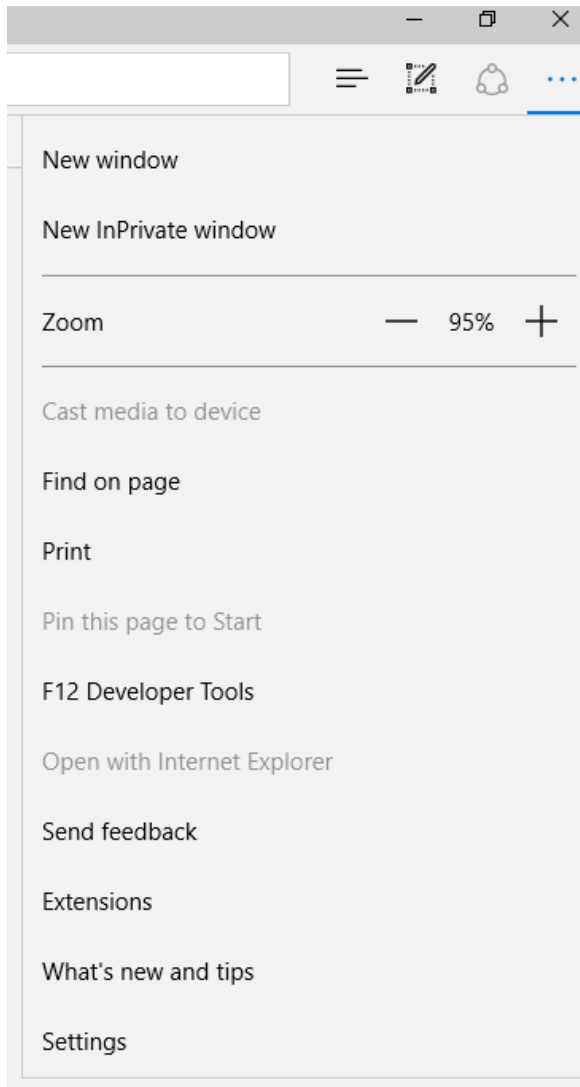 New window
New InPrivate window
Zoom 95%
Cast media to device
Find on page
Print
Pin this page to Start
F12 Developer Tools
Open with Internet Explorer
Send feedback
Extensions
What's new and tips
Settings